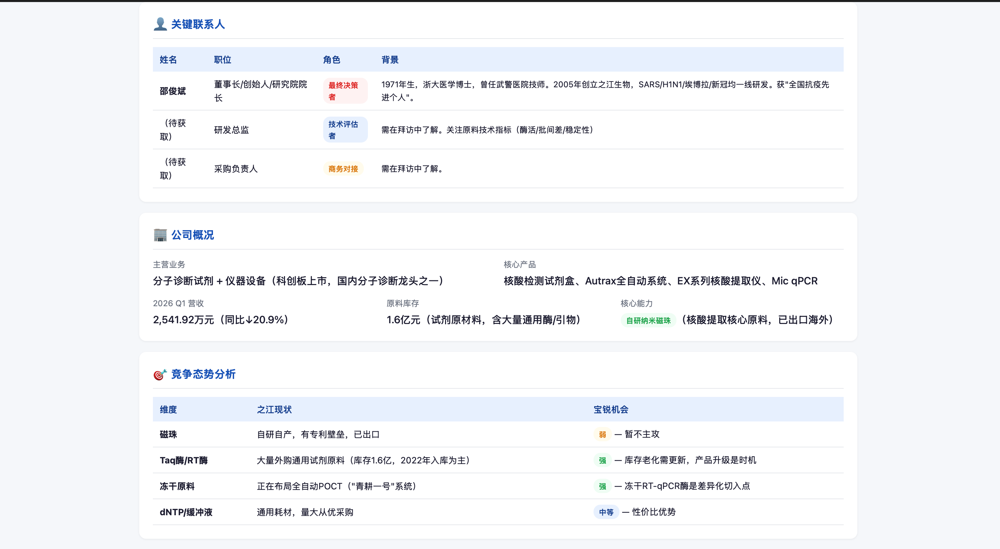 关键联系人
姓名 职位 角色 背景
邵俊斌 董事长/创始人/研究院院长 最终决策者 1971年生，浙大医学博士，曾任武警医院技师。2005年创立之江生物，SARS/H1N1/埃博拉/新冠均一线研发。获"全国抗疫先进个人"。
（待获取） 研发总监 技术评估者 需在拜访中了解。关注原料技术指标（酶活/批间差/稳定性）
（待获取） 采购负责人 商务对接 需在拜访中了解。
公司概况
主营业务
分子诊断试剂 + 仪器设备（科创板上市，国内分子诊断龙头之一）
核心产品
核酸检测试剂盒、Autrax全自动系统、EX系列核酸提取仪、Mic qPCR
2026 Q1 营收
2,541.92万元（同比↓20.9%）
原料库存
1.6亿元（试剂原材料，含大量通用酶/引物）
核心能力
自研纳米磁珠（核酸提取核心原料，已出口海外）
竞争态势分析
维度 之江现状 宝锐机会
磁珠 自研自产，有专利壁垒，已出口 弱 — 暂不主攻
Taq酶/RT酶 大量外购通用试剂原料（库存1.6亿，2022年入库为主） 强 — 库存老化需更新，产品升级是时机
冻干原料 正在布局全自动POCT（"青耕一号"系统） 强 — 冻干RT-qPCR酶是差异化切入点
dNTP/缓冲液 通用耗材，量大从优采购 中等 — 性价比优势